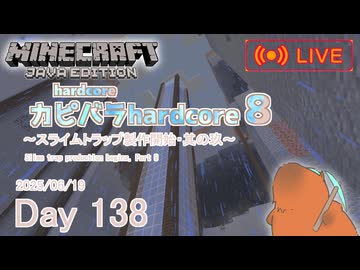 MINECRAFT
JAVA EDITION
LIVE
hardcore
カピバラhardcore8
～スライムトラップ製作開始・其の玖～
Slime trap production begins, Part 9
2025/06/19
Day 138